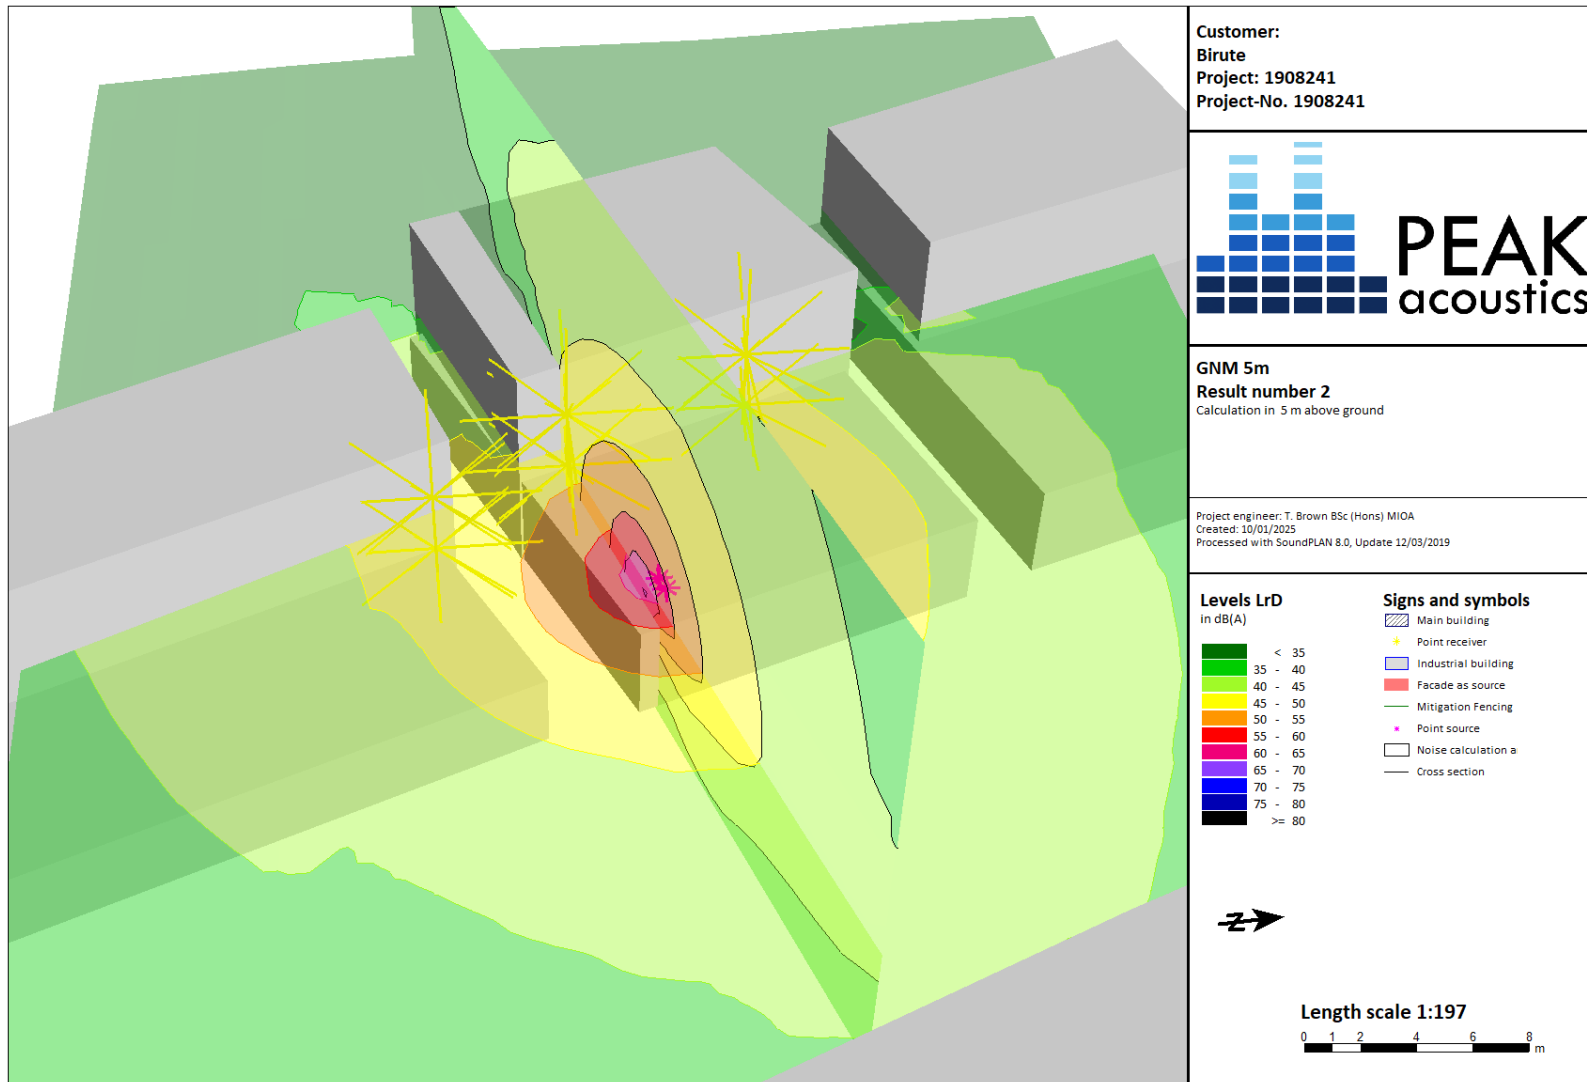 Customer:
Birute
Project: 1908241
Project-No. 1908241
PEAK
acoustics
GNM 5m
Result number 2
Calculation in 5 m above ground
Project engineer: T. Brown BSc (Hons) MIOA
Created: 10/01/2025
Processed with SoundPLAN 8.0, Update 12/03/2019
Levels LrD
in dB(A)
< 35
35 - 40
40 - 45
45 - 50
50 - 55
55 - 60
60 - 65
65 - 70
70 - 75
75 - 80
>= 80
Signs and symbols
Main building
Point receiver
Industrial building
Facade as source
Mitigation Fencing
Point source
Noise calculation a
Cross section
Z
Length scale 1:197
0 1 2 4 6 8
m